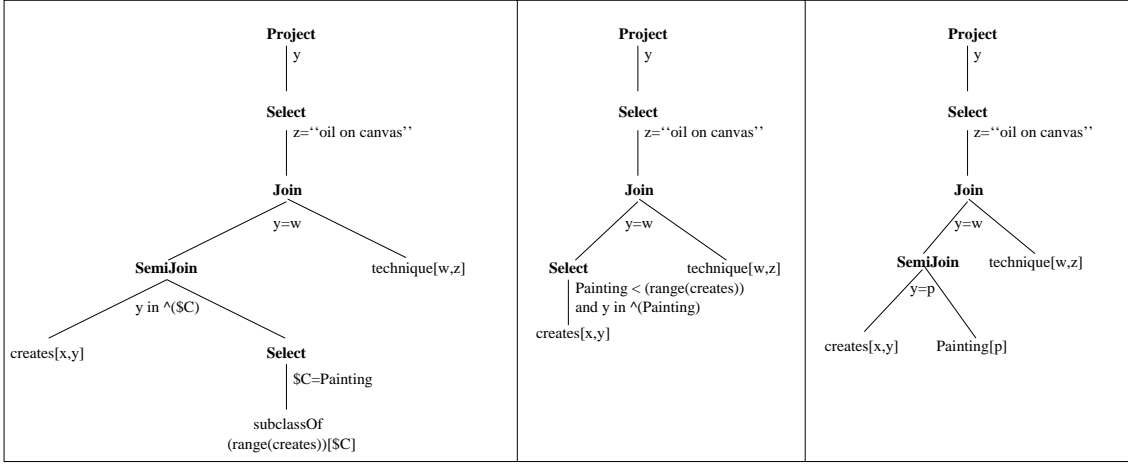 Project
y
Select
z=‘‘oil on canvas’’
Join
y=w
SemiJoin
technique[w,z]
y in ^($C)
creates[x,y]
Select
$C=Painting
subclassOf
(range(creates))[$C]
Project
y
Select
z=‘‘oil on canvas’’
Join
y=w
Select
technique[w,z]
Painting < (range(creates))
and y in ^(Painting)
creates[x,y]
Project
y
Select
z=‘‘oil on canvas’’
Join
y=w
SemiJoin
technique[w,z]
y=p
creates[x,y]
Painting[p]